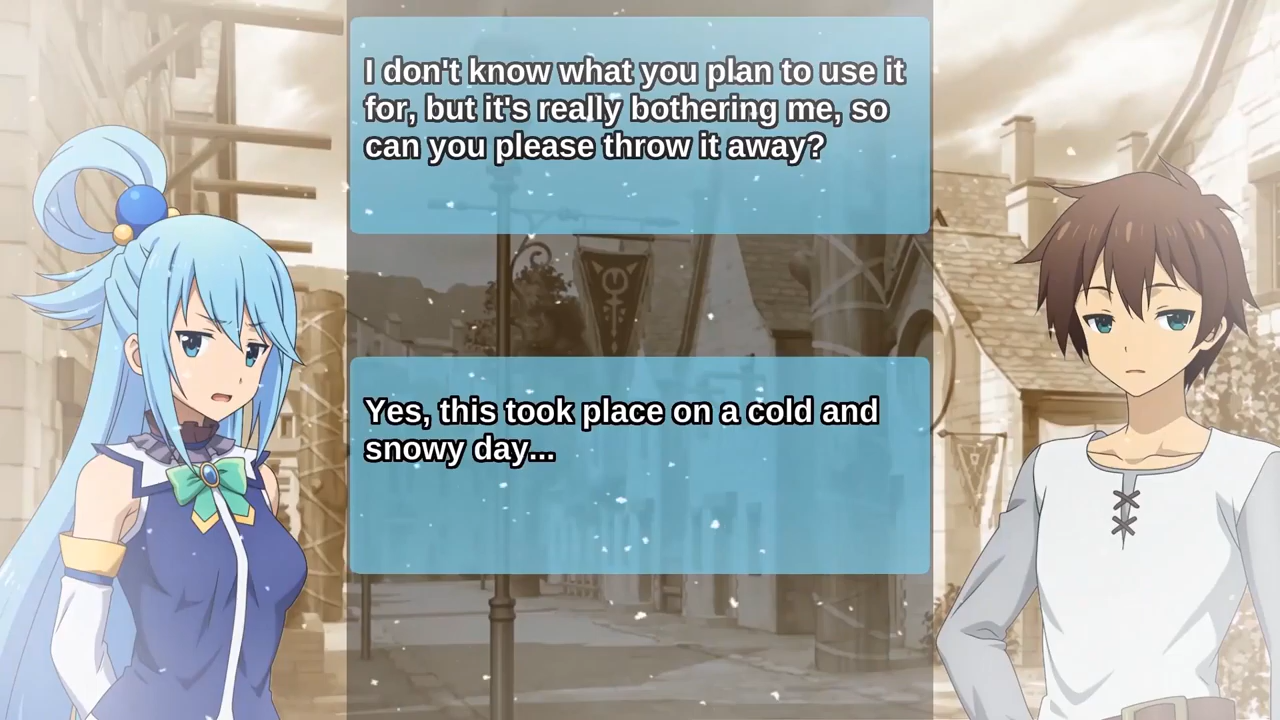 I don't know what you plan to use it
for, but it's really bothering me, so
can you please throw it away?
Yes, this took place on a cold and
snowy day...